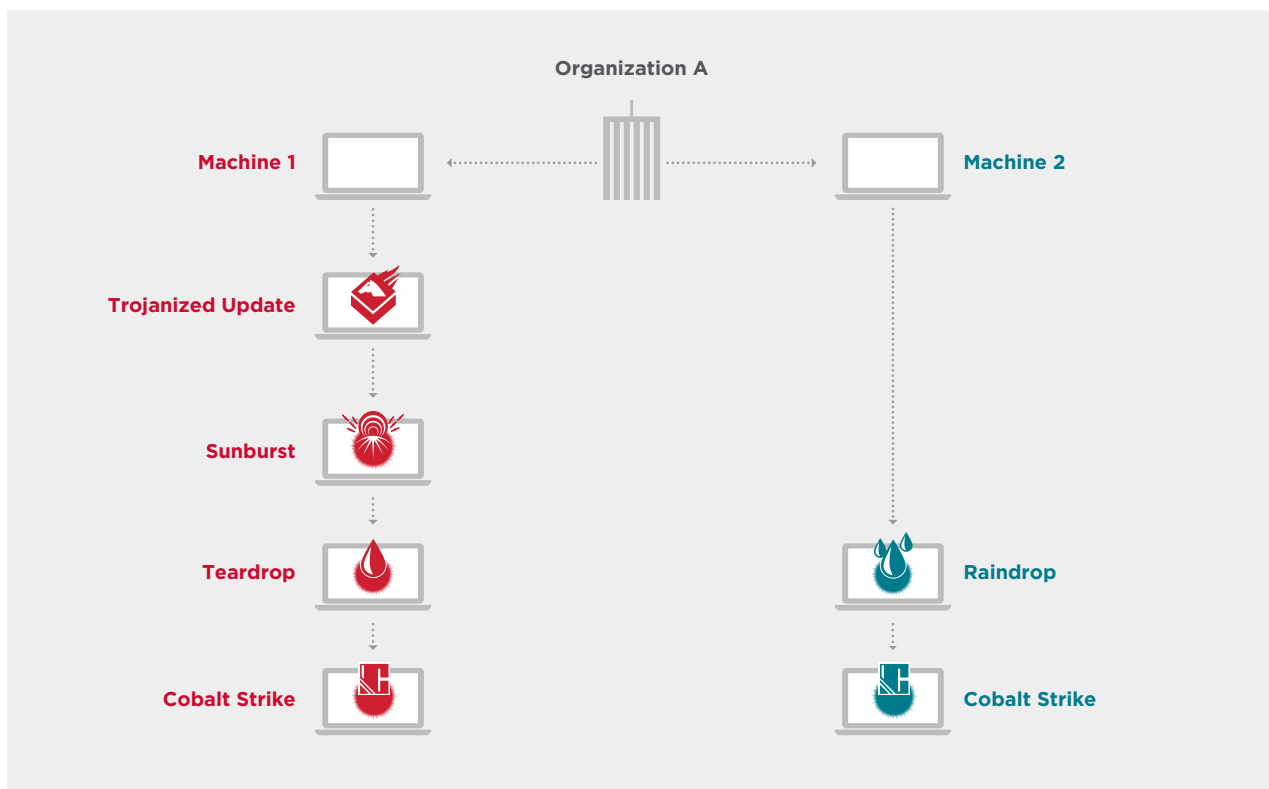 Organization A
Machine 1
Machine 2
Trojanized Update
Sunburst
Teardrop
Raindrop
Cobalt Strike
Cobalt Strike